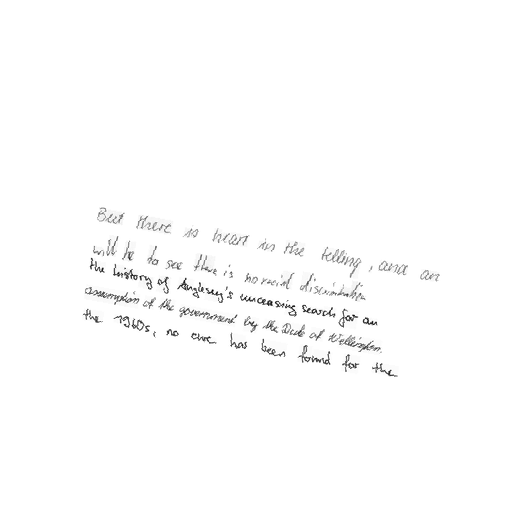 But there is heart in the telling, and an
will be to see there is no racial discrimination
the history of Anglesey's unceasing search for an
assumption of the government by the Duke of Wellington.
the 1960s, no cure has been found for the